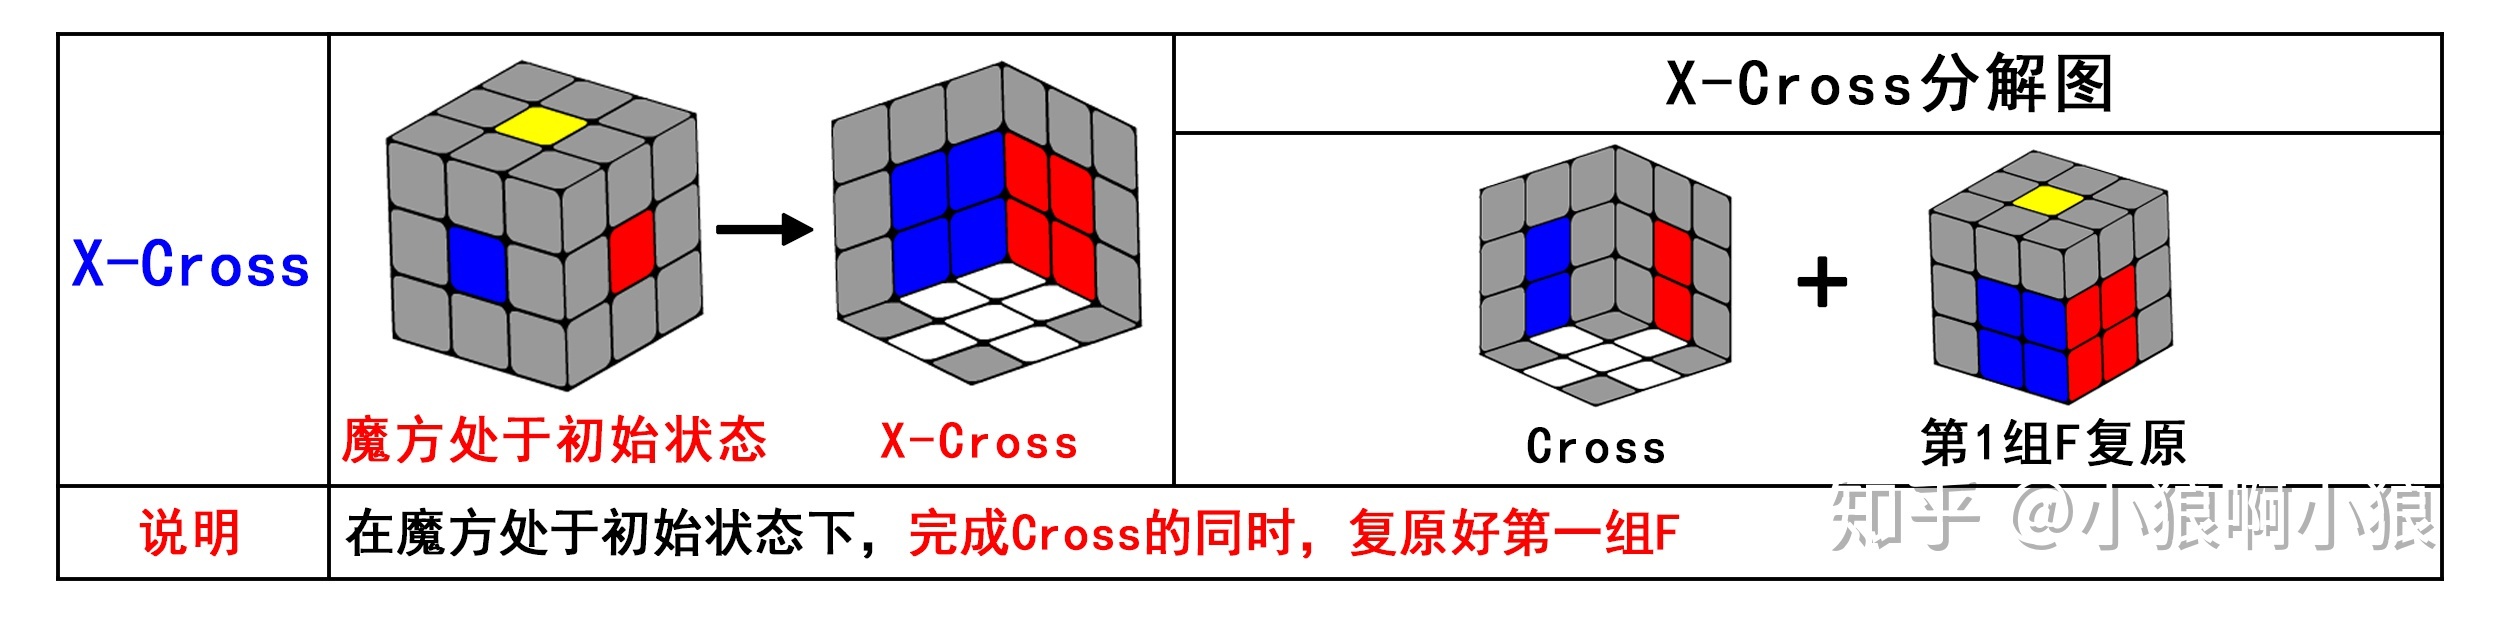 X-Cross
X-Cross分解图
魔方处于初始状态
X-Cross
Cross
+
第1组F复原
说明
在魔方处于初始状态下，完成Cross的同时，复原好第一组F
知乎 @小狼啊小狼